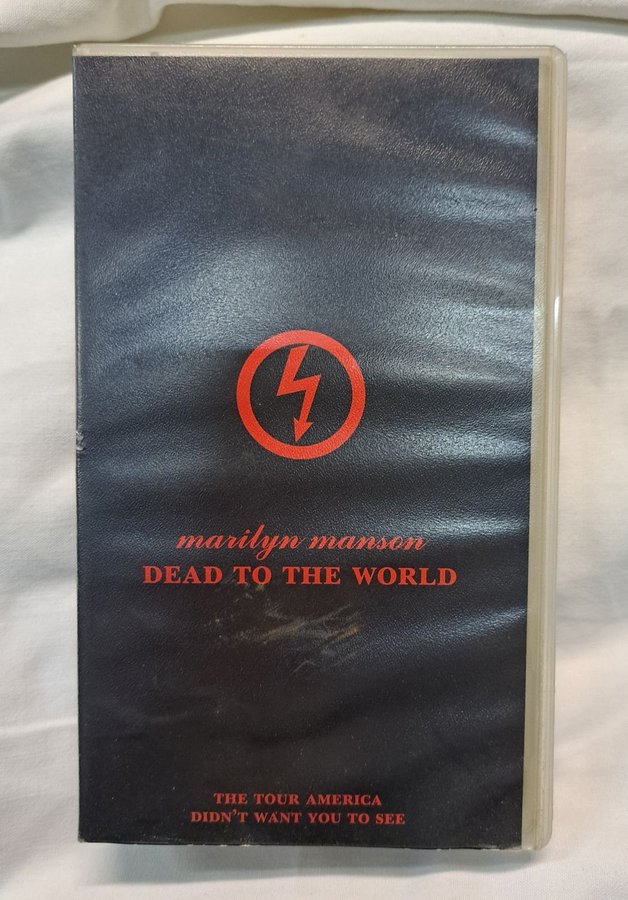 marilyn manson
DEAD TO THE WORLD
THE TOUR AMERICA
DIDN'T WANT YOU TO SEE